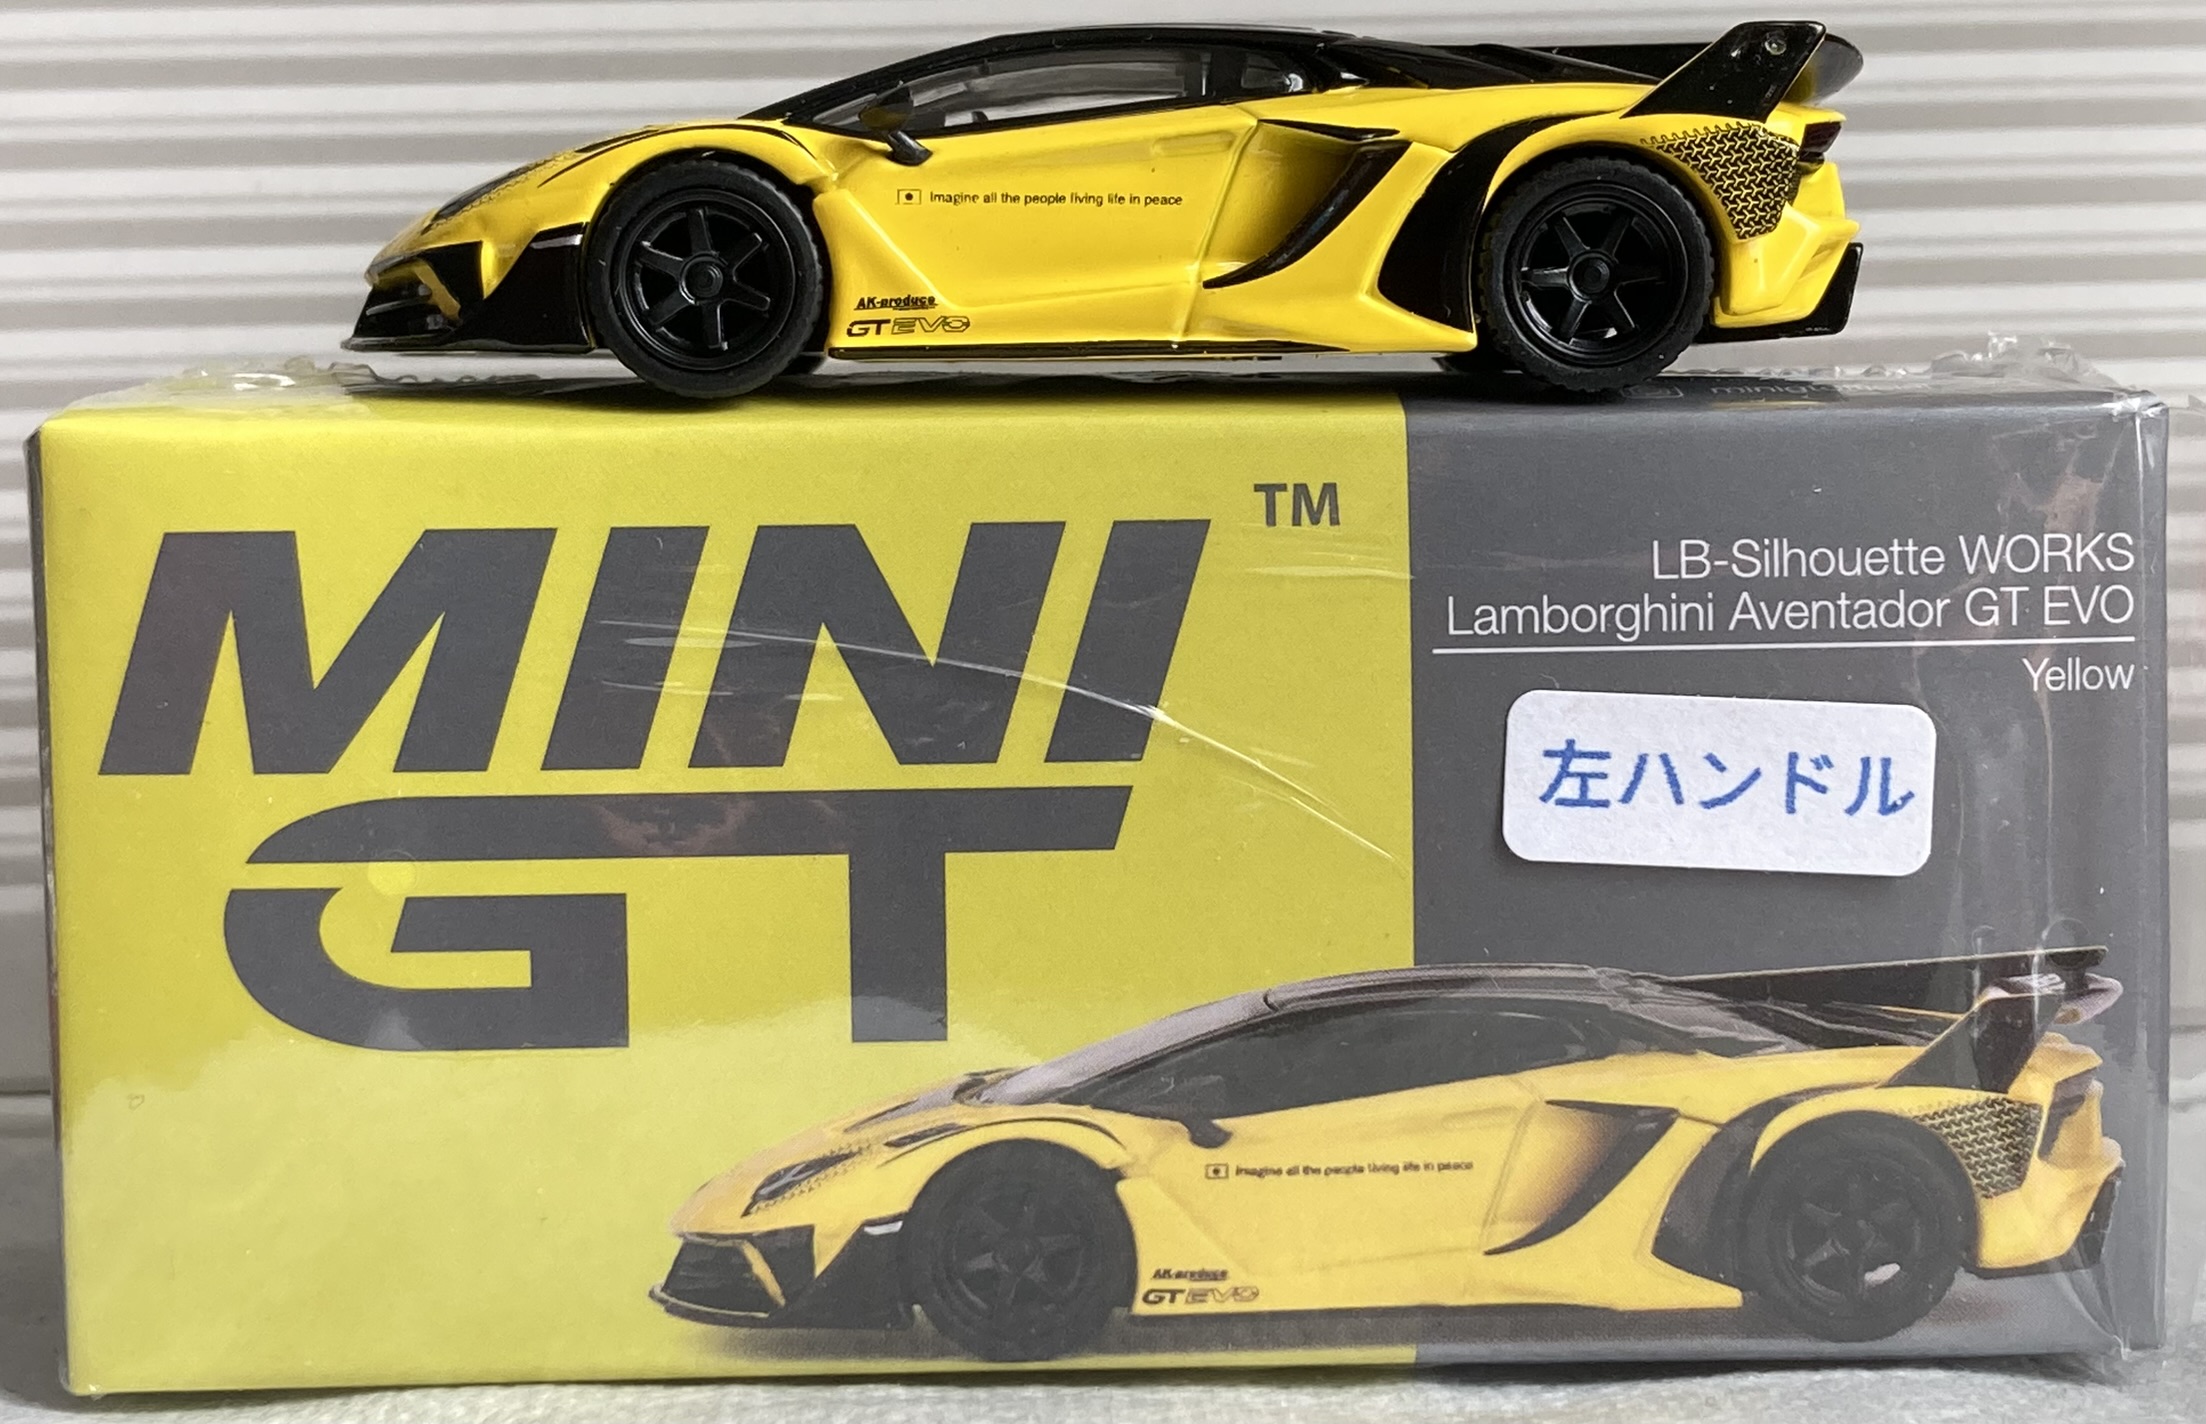 Imagine all the people living life in peace
AK-produce
GT EVO
MINI
GT
TM
LB-Silhouette WORKS
Lamborghini Aventador GT EVO
Yellow
左ハンドル
Imagine all the people living life in peace
AK-produce
GT EVO